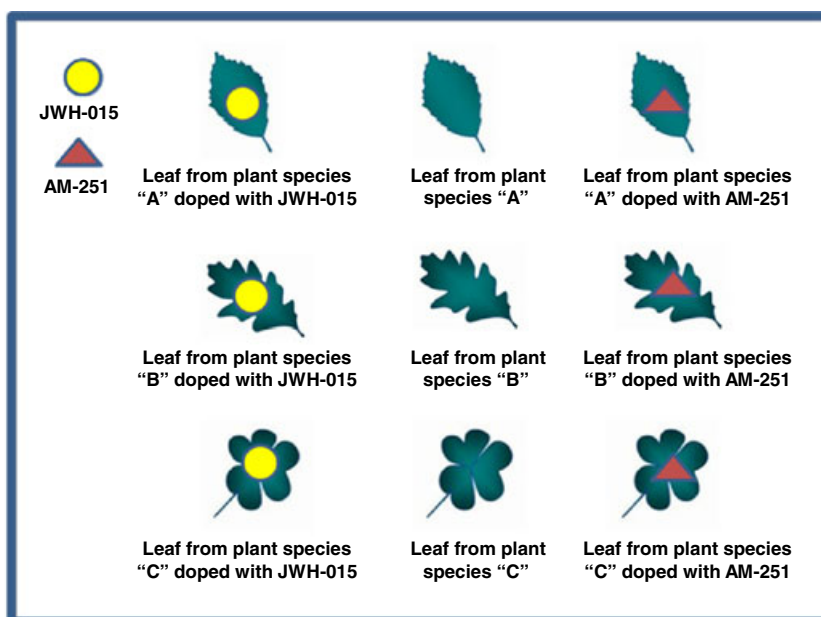 JWH-015
AM-251
Leaf from plant species
“A” doped with JWH-015
Leaf from plant
species “A”
Leaf from plant species
“A” doped with AM-251
Leaf from plant species
“B” doped with JWH-015
Leaf from plant
species “B”
Leaf from plant species
“B” doped with AM-251
Leaf from plant species
“C” doped with JWH-015
Leaf from plant
species “C”
Leaf from plant species
“C” doped with AM-251